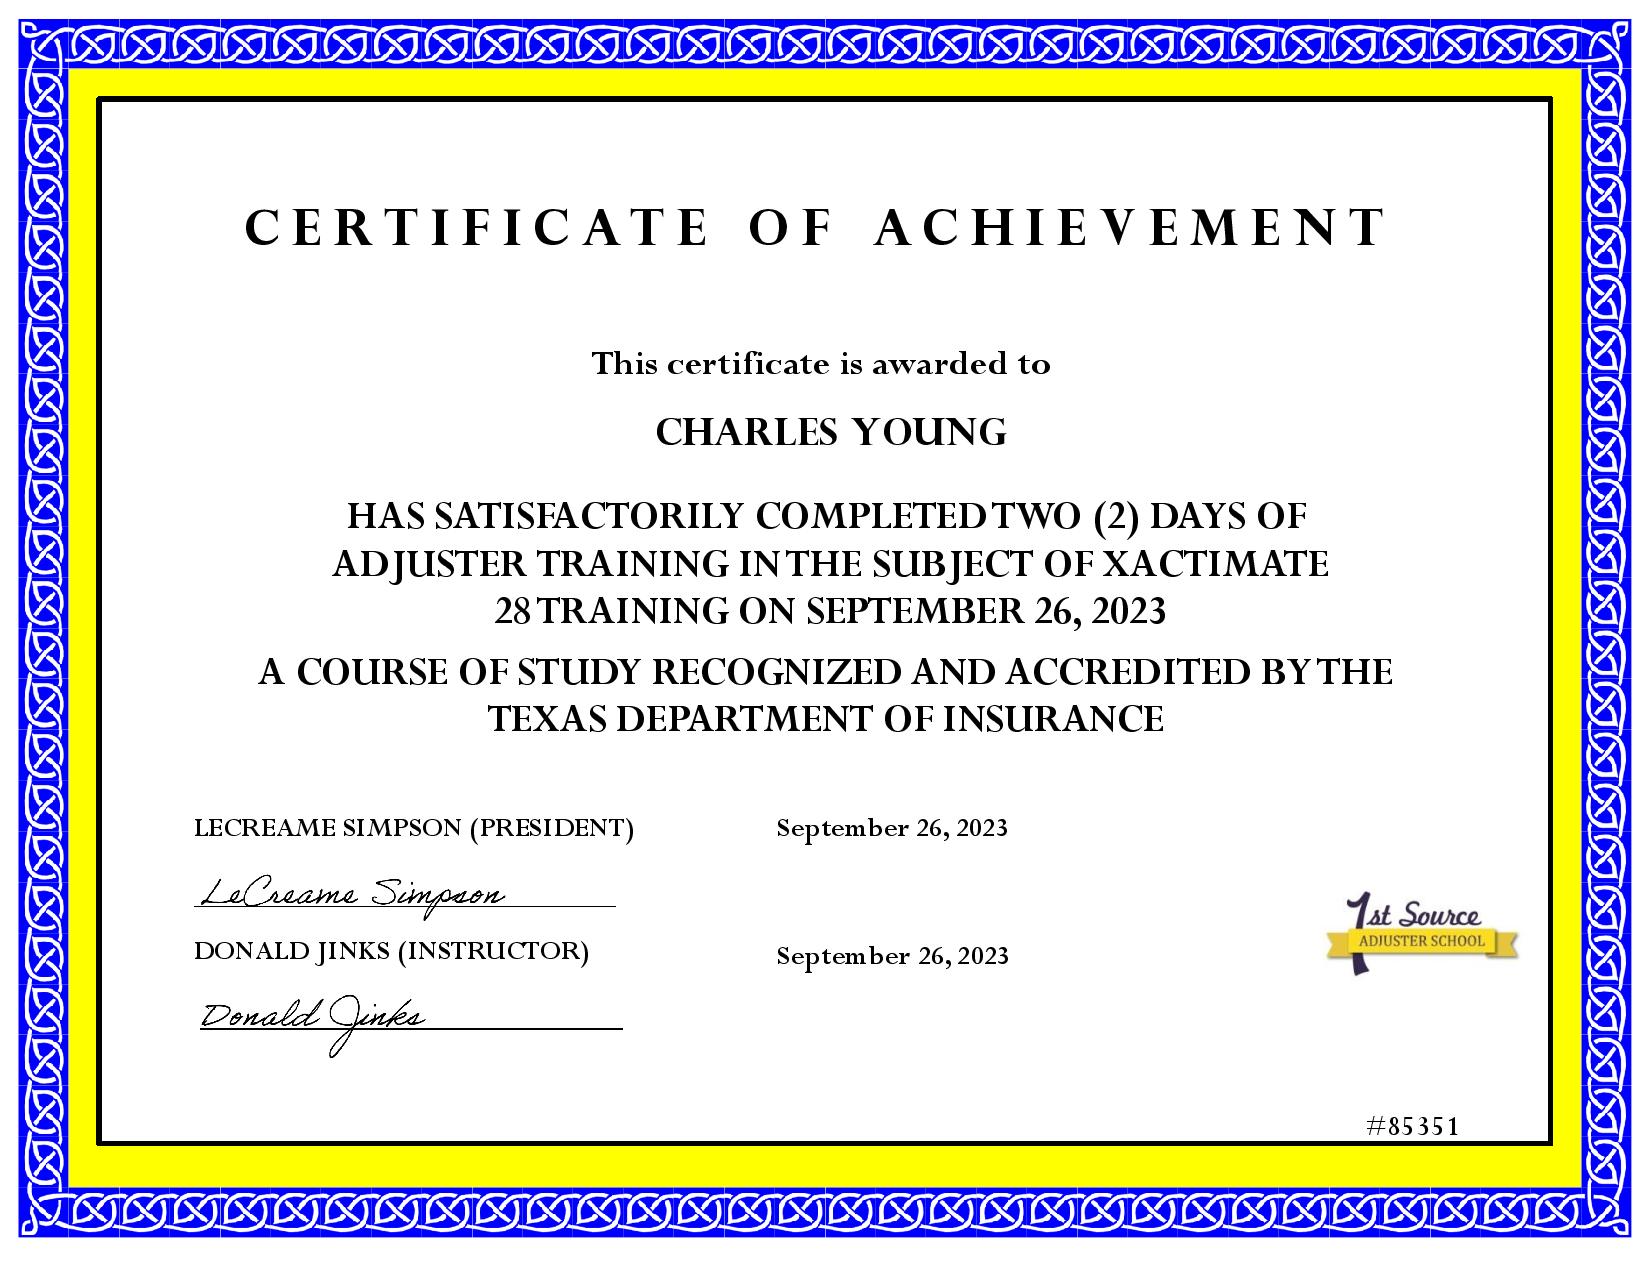 CERTIFICATE OF ACHIEVEMENT
This certificate is awarded to
CHARLES YOUNG
HAS SATISFACTORILY COMPLETED TWO (2) DAYS OF
ADJUSTER TRAINING IN THE SUBJECT OF XACTIMATE
28 TRAINING ON SEPTEMBER 26, 2023
A COURSE OF STUDY RECOGNIZED AND ACCREDITED BY THE
TEXAS DEPARTMENT OF INSURANCE
LECREAME SIMPSON (PRESIDENT) September 26, 2023
LeCreame Simpson
DONALD JINKS (INSTRUCTOR) September 26, 2023
Donald Jinks
1st Source
ADJUSTER SCHOOL
#85351